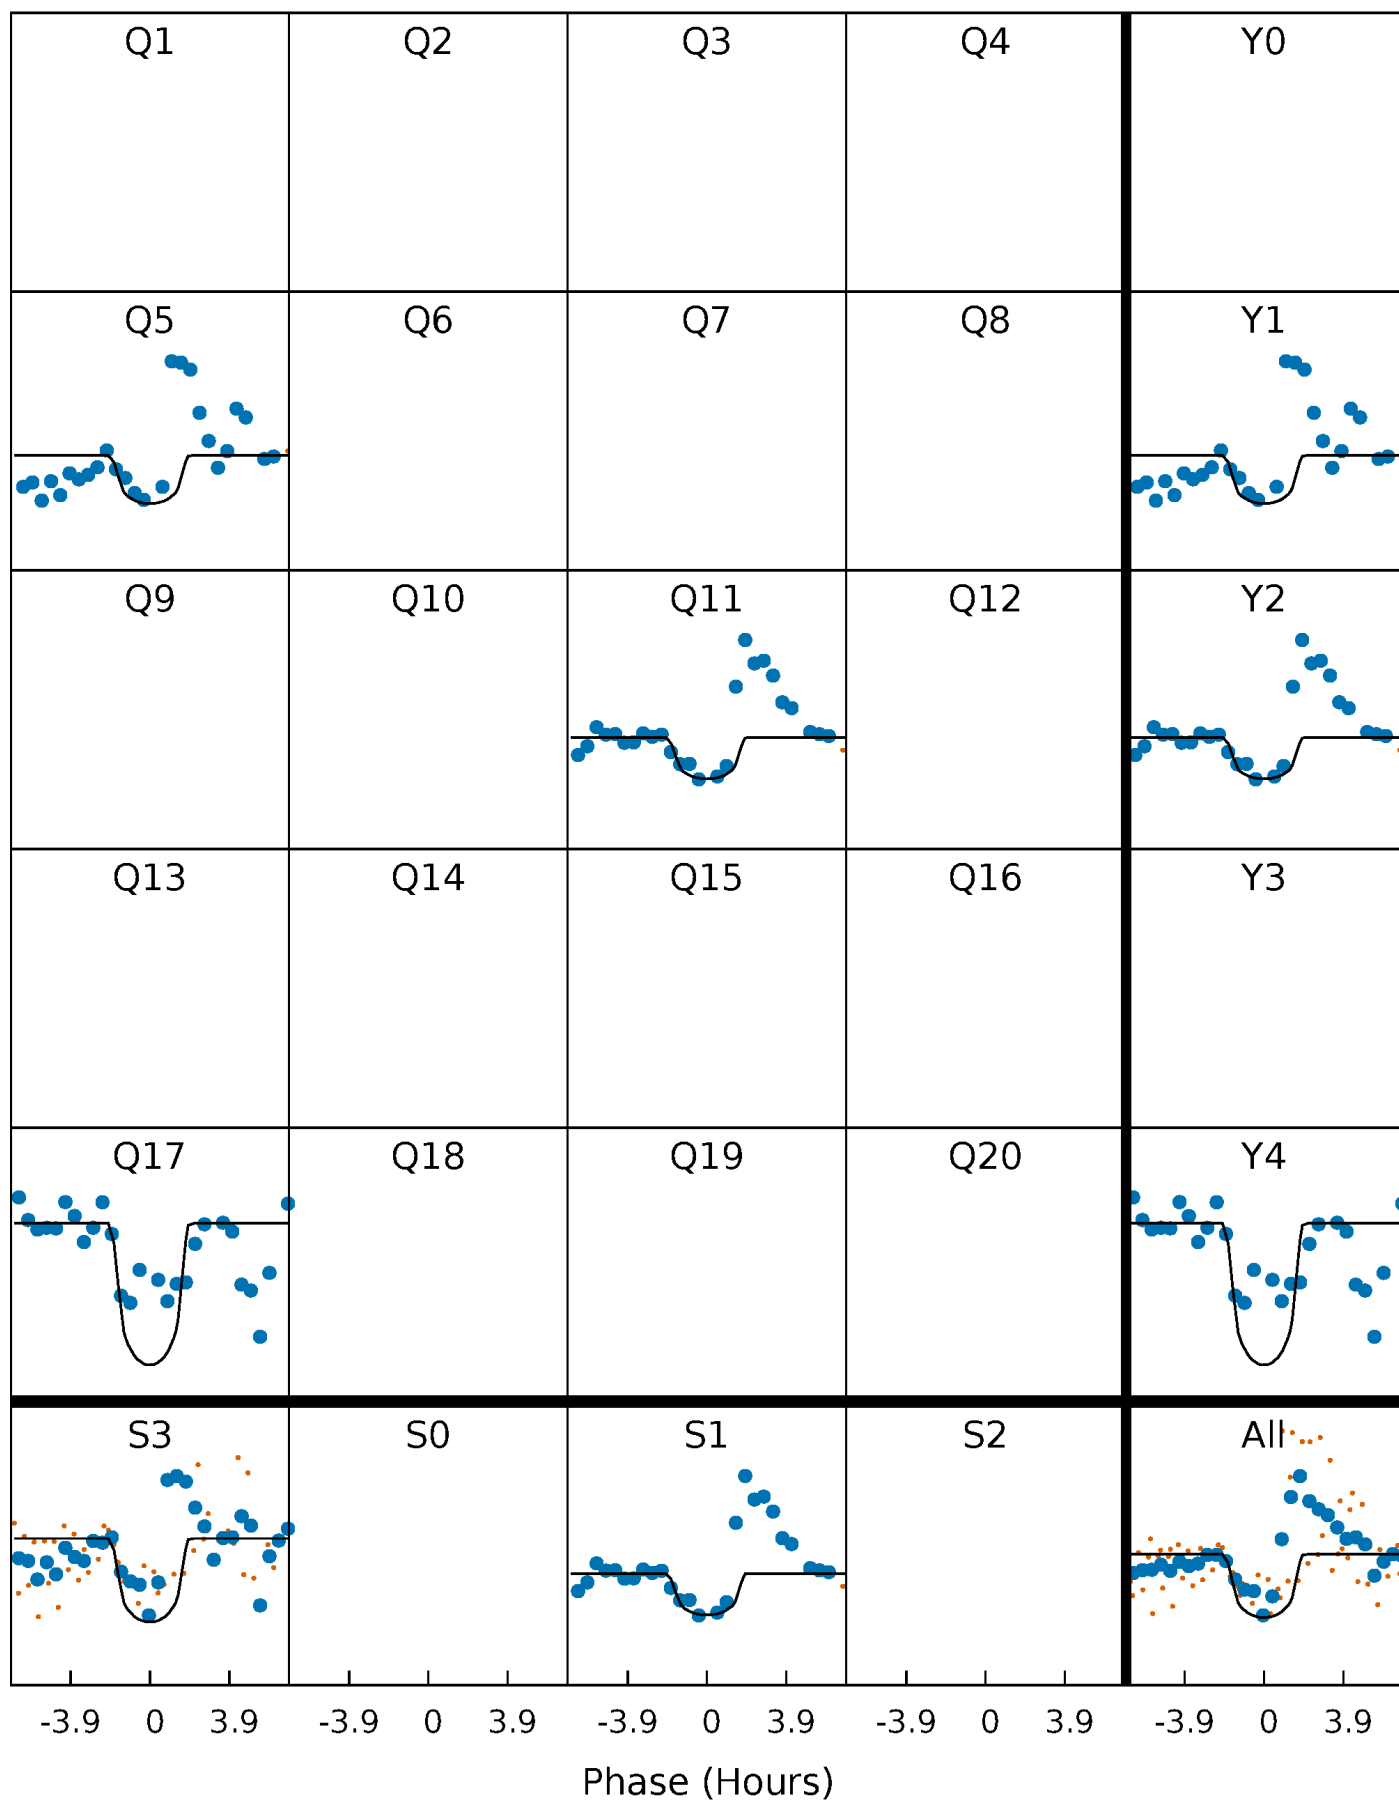 Q1 Q2 Q3 Q4 Y0
Q5 Q6 Q7 Q8 Y1
Q9 Q10 Q11 Q12 Y2
Q13 Q14 Q15 Q16 Y3
Q17 Q18 Q19 Q20 Y4
S3 S0 S1 S2 All
-3.9 0 3.9 -3.9 0 3.9 -3.9 0 3.9 -3.9 0 3.9 -3.9 0 3.9
Phase (Hours)